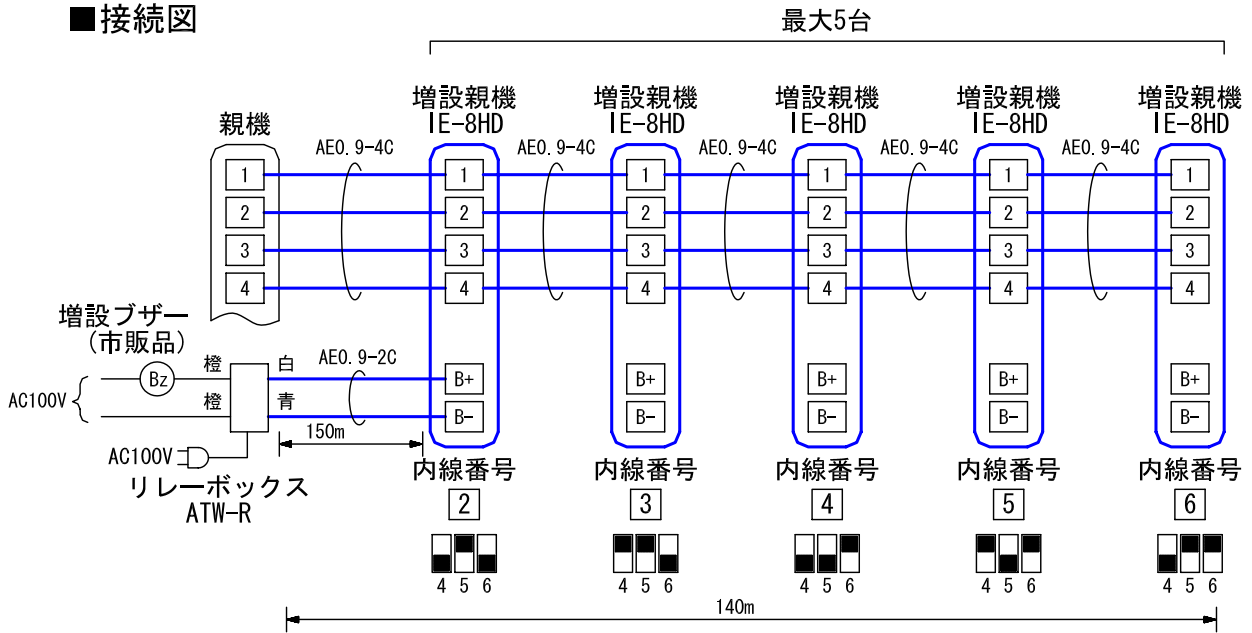 ■接続図
最大5台
親機
増設親機
IE-8HD
増設親機
IE-8HD
増設親機
IE-8HD
増設親機
IE-8HD
増設親機
IE-8HD
AE0.9-4C AE0.9-4C AE0.9-4C AE0.9-4C AE0.9-4C
1 1 1 1 1 1
2 2 2 2 2 2
3 3 3 3 3 3
4 4 4 4 4 4
増設ブザー
(市販品)
Bz
橙 白 AE0.9-2C
橙 青
AC100V
B+ B+ B+ B+ B+
B- B- B- B- B-
150m
AC100V
リレーボックス
ATW-R
内線番号 内線番号 内線番号 内線番号 内線番号
2 3 4 5 6
4 5 6 4 5 6 4 5 6 4 5 6 4 5 6
140m